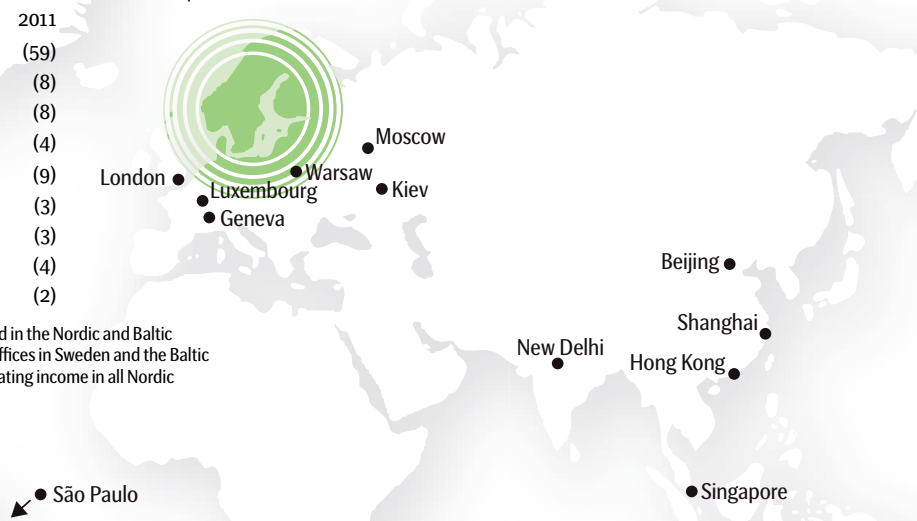 2011
(59)
(8)
(8)
(4)
(9)
(3)
(3)
(4)
(2)
d in the Nordic and Baltic
ffices in Sweden and the Baltic
ating income in all Nordic
Moscow
London
Warsaw
Luxembourg
Kiev
Geneva
Beijing
Shanghai
New Delhi
Hong Kong
São Paulo
Singapore